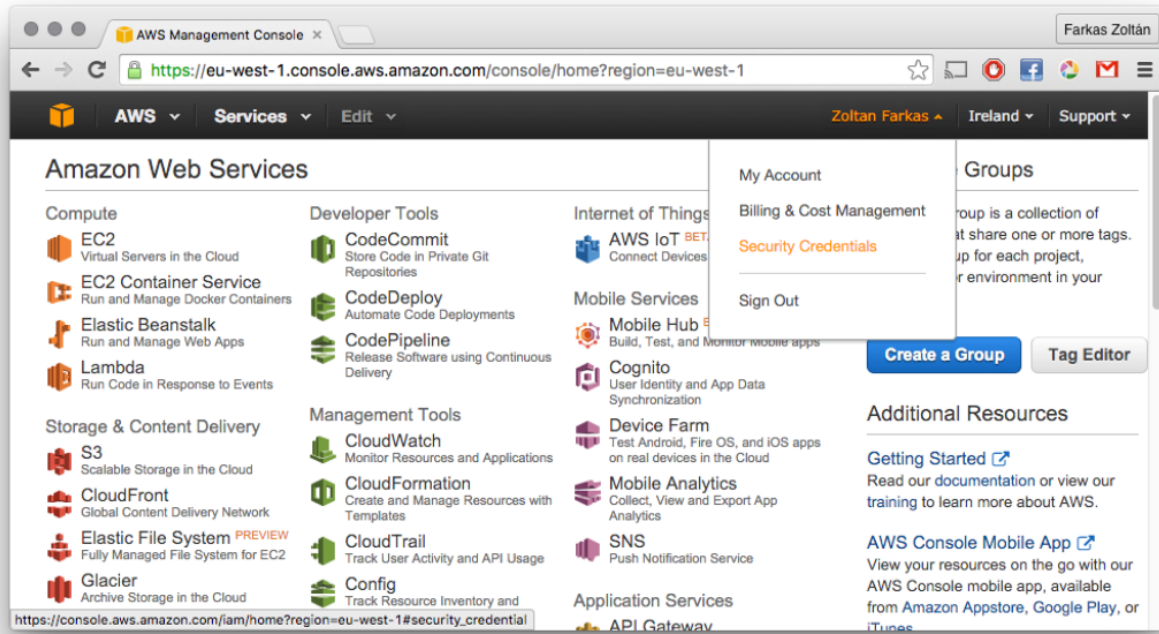 AWS Management Console
Farkas Zoltán
https://eu-west-1.console.aws.amazon.com/console/home?region=eu-west-1
AWS Services Edit Zoltan Farkas Ireland Support
Amazon Web Services
Compute
EC2
Virtual Servers in the Cloud
EC2 Container Service
Run and Manage Docker Containers
Elastic Beanstalk
Run and Manage Web Apps
Lambda
Run Code in Response to Events
Storage & Content Delivery
S3
Scalable Storage in the Cloud
CloudFront
Global Content Delivery Network
Elastic File System PREVIEW
Fully Managed File System for EC2
Glacier
Archive Storage in the Cloud
https://console.aws.amazon.com/iam/home?region=eu-west-1#security_credential
Developer Tools
CodeCommit
Store Code in Private Git
Repositories
CodeDeploy
Automate Code Deployments
CodePipeline
Release Software using Continuous
Delivery
Management Tools
CloudWatch
Monitor Resources and Applications
CloudFormation
Create and Manage Resources with
Templates
CloudTrail
Track User Activity and API Usage
Config
Track Resource Inventory and
Internet of Things
AWS IoT
Connect Devices
Mobile Services
Mobile Hub
Build, Test, and Monitor Mobile apps
Cognito
User Identity and App Data
Synchronization
Device Farm
Test Android, Fire OS, and iOS apps
on real devices in the Cloud
Mobile Analytics
Collect, View and Export App
Analytics
SNS
Push Notification Service
Application Services
API Gateway
My Account
Billing & Cost Management
Security Credentials
Sign Out
Groups
is a collection of
share one or more tags.
for each project,
environment in your
Create a Group
Tag Editor
Additional Resources
Getting Started
Read our documentation or view our
training to learn more about AWS.
AWS Console Mobile App
View your resources on the go with our
AWS Console mobile app, available
from Amazon Appstore, Google Play, or
iTunes